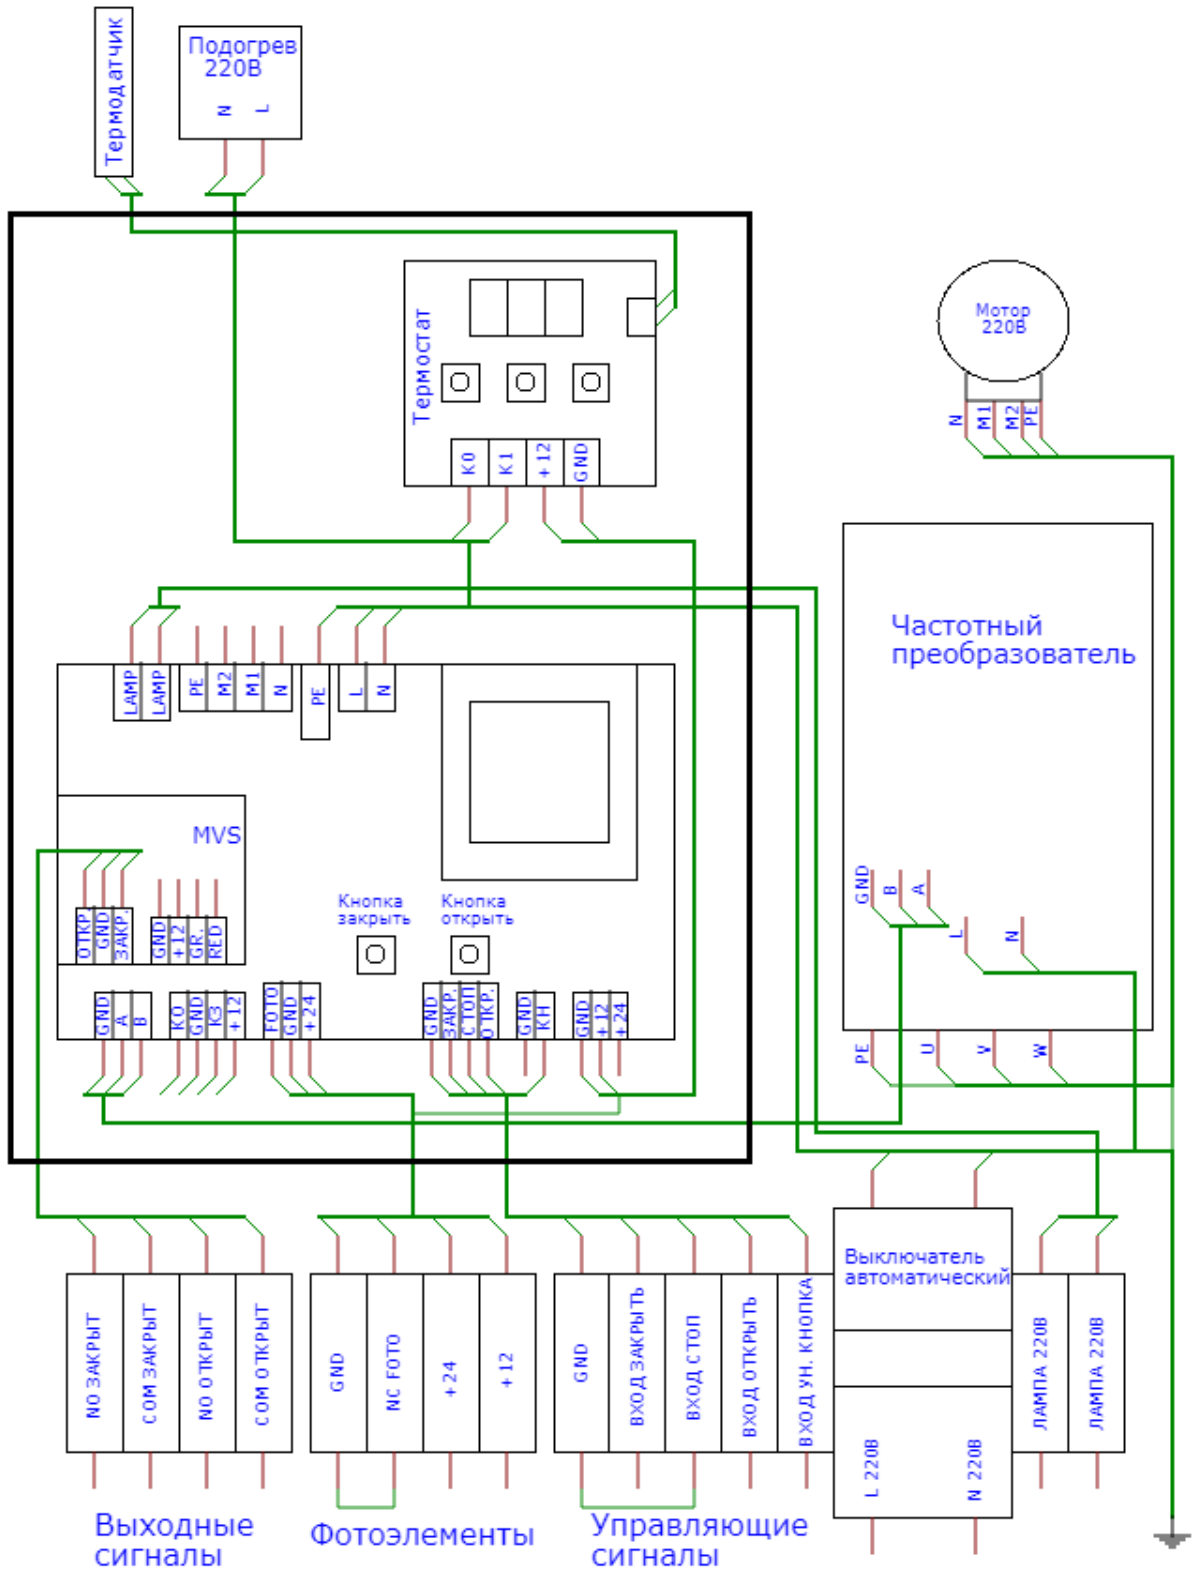 Термодатчик
Подогрев
220В
N
L
Термостат
K0
K1
+12
GND
Мотор
220В
N
M1
M2
PE
Частотный
преобразователь
LAMP
LAMP
PE
M2
M1
N
PE
L
N
MVS
ОТКР.
GND
ЗАКР.
GND
+12
GR.
RED
Кнопка
закрыть
Кнопка
открыть
GND
A
B
КО
GND
КЗ
+12
FOTO
GND
+24
GND
ЗАКР.
СТОП
ОТКР.
GND
КН
GND
+12
+24
GND
B
A
L
N
PE
U
V
W
NO ЗАКРЫТ
COM ЗАКРЫТ
NO ОТКРЫТ
COM ОТКРЫТ
GND
NC FOTO
+24
+12
GND
ВХОД ЗАКРЫТЬ
ВХОД СТОП
ВХОД ОТКРЫТЬ
ВХОД УН. КНОПКА
Выключатель
автоматический
L 220В
N 220В
ЛАМПА 220В
ЛАМПА 220В
Выходные
сигналы
Фотоэлементы
Управляющие
сигналы